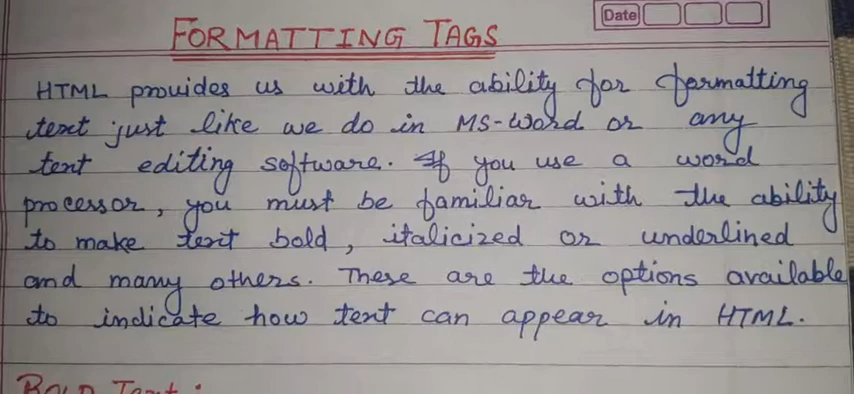 Date
FORMATTING TAGS
HTML provides us with the ability for formatting
text just like we do in MS-Word or any
text editing software. If you use a word
processor, you must be familiar with the ability
to make text bold, italicized or underlined
and many others. These are the options available
to indicate how text can appear in HTML.
BOLD Text: